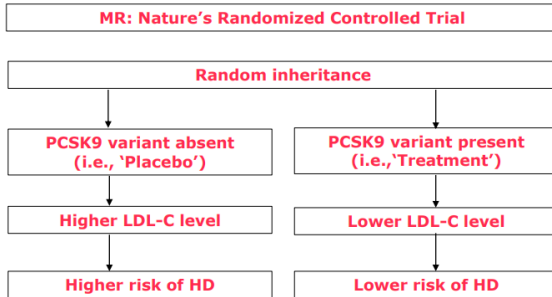 MR: Nature’s Randomized Controlled Trial
Random inheritance
PCSK9 variant absent
(i.e., ‘Placebo’)
PCSK9 variant present
(i.e.,‘Treatment’)
Higher LDL-C level
Lower LDL-C level
Higher risk of HD
Lower risk of HD